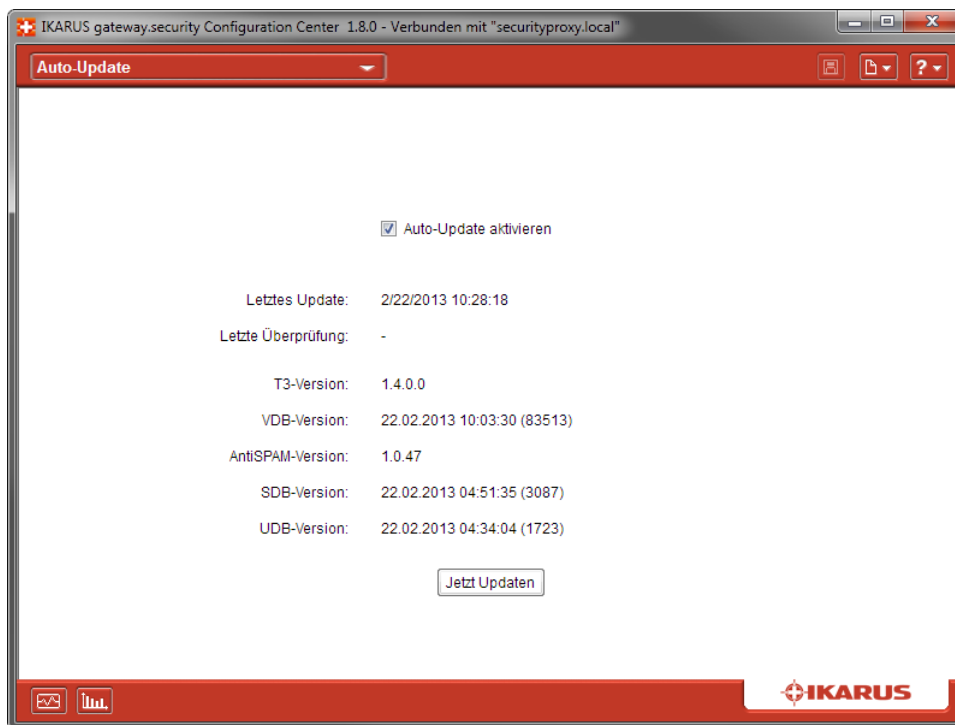 IKARUS gateway.security Configuration Center 1.8.0 - Verbunden mit "securityproxy.local"
Auto-Update
?
Auto-Update aktivieren
Letztes Update: 2/22/2013 10:28:18
Letzte Überprüfung: -
T3-Version: 1.4.0.0
VDB-Version: 22.02.2013 10:03:30 (83513)
AntiSPAM-Version: 1.0.47
SDB-Version: 22.02.2013 04:51:35 (3087)
UDB-Version: 22.02.2013 04:34:04 (1723)
Jetzt Updaten
IKARUS